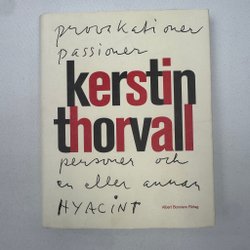 provokationer
passioner
kerstin
thorvall
personer och
en eller annan
HYACINT
Albert Bonniers Förlag